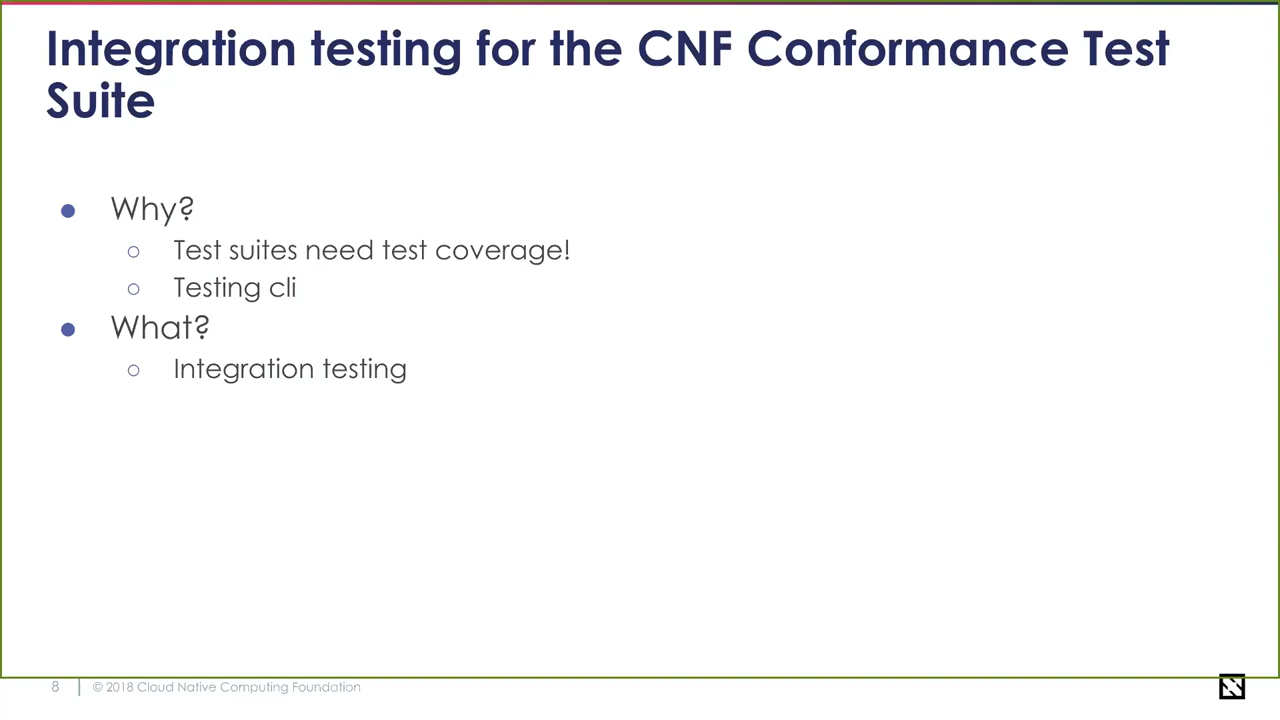 Integration testing for the CNF Conformance Test
Suite
● Why?
○ Test suites need test coverage!
○ Testing cli
● What?
○ Integration testing
8 | © 2018 Cloud Native Computing Foundation